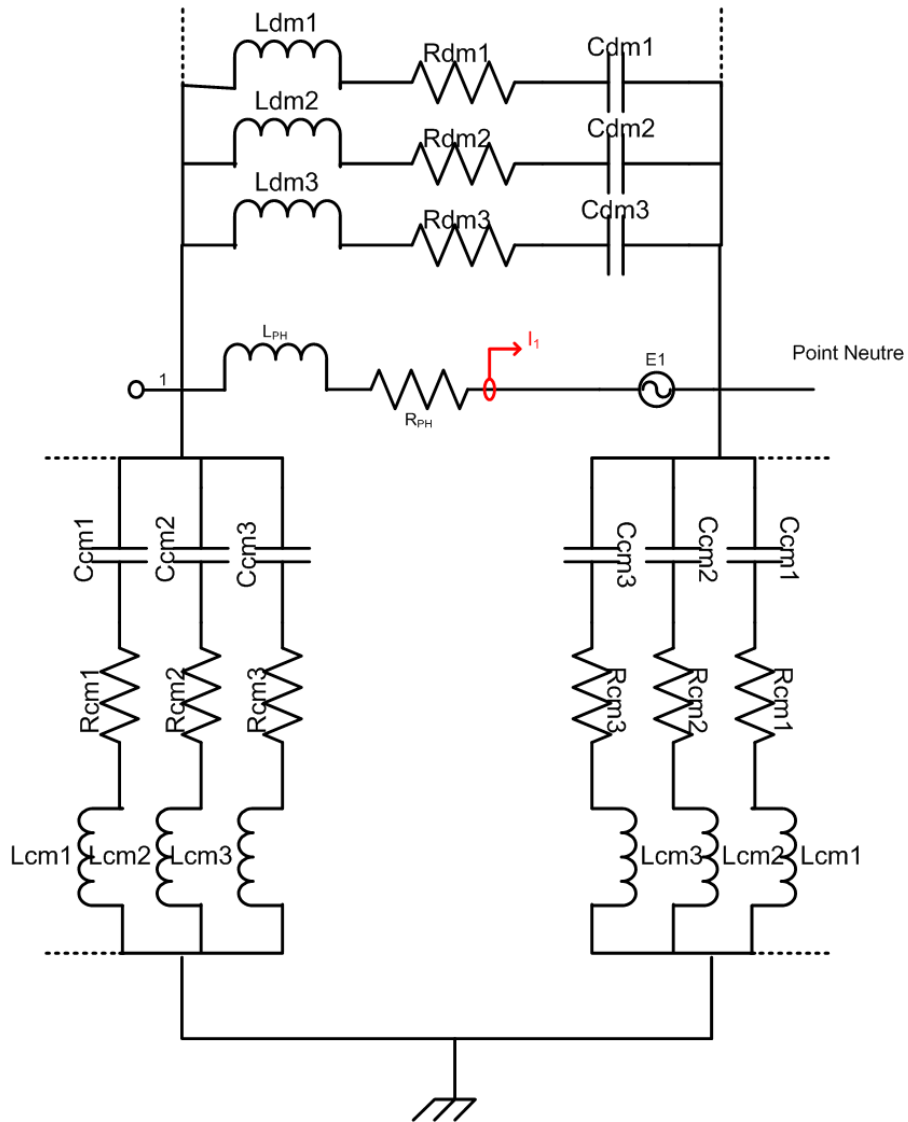 Ldm1
Rdm1
Cdm1
Ldm2
Rdm2
Cdm2
Ldm3
Rdm3
Cdm3
LPH
I1
E1
Point Neutre
1
RPH
Ccm1
Ccm2
Ccm3
Ccm3
Ccm2
Ccm1
Rcm1
Rcm2
Rcm3
Rcm3
Rcm2
Rcm1
Lcm1
Lcm2
Lcm3
Lcm3
Lcm2
Lcm1